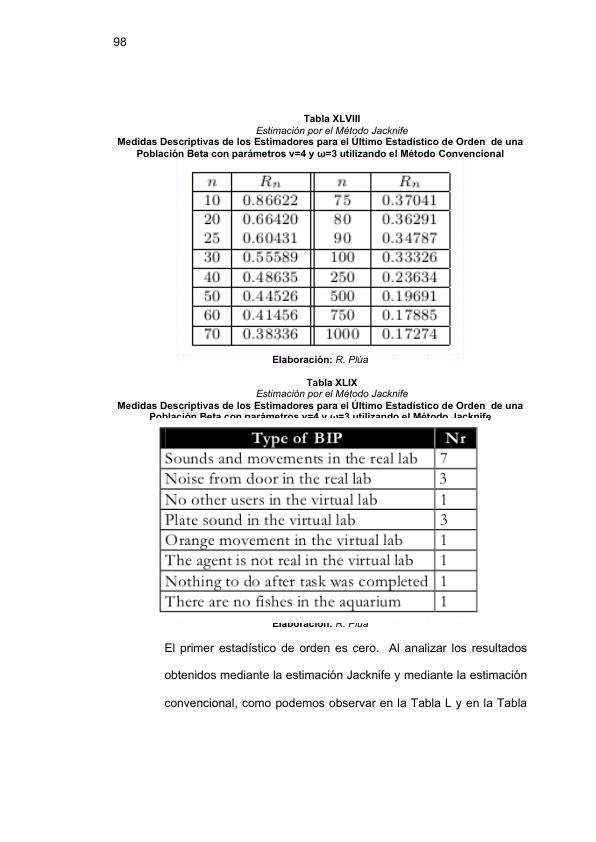 98
Tabla XLVIII
Estimación por el Método Jacknife
Medidas Descriptivas de los Estimadores para el Último Estadístico de Orden de una
Población Beta con parámetros ν=4 y ω=3 utilizando el Método Convencional
n Rn n Rn
10 0.86622 75 0.37041
20 0.66420 80 0.36291
25 0.60431 90 0.34787
30 0.55589 100 0.33326
40 0.48635 250 0.23634
50 0.44526 500 0.19691
60 0.41456 750 0.17885
70 0.38336 1000 0.17274
Elaboración: R. Plúa
Tabla XLIX
Estimación por el Método Jacknife
Medidas Descriptivas de los Estimadores para el Último Estadístico de Orden de una
Población Beta con parámetros ν=4 y ω=3 utilizando el Método Jacknife
Type of BIP Nr
Sounds and movements in the real lab 7
Noise from door in the real lab 3
No other users in the virtual lab 1
Plate sound in the virtual lab 3
Orange movement in the virtual lab 1
The agent is not real in the virtual lab 1
Nothing to do after task was completed 1
There are no fishes in the aquarium 1
Elaboración: R. Plúa
El primer estadístico de orden es cero. Al analizar los resultados
obtenidos mediante la estimación Jacknife y mediante la estimación
convencional, como podemos observar en la Tabla L y en la Tabla